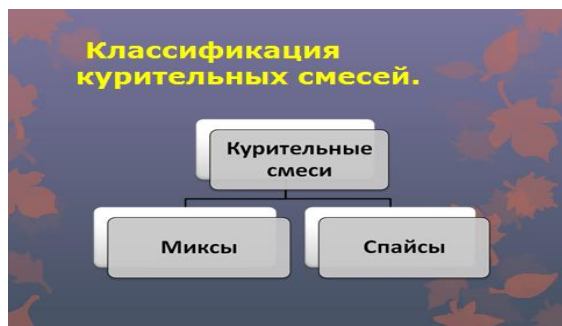 Классификация
курительных смесей.
Курительные
смеси
Миксы
Спайсы